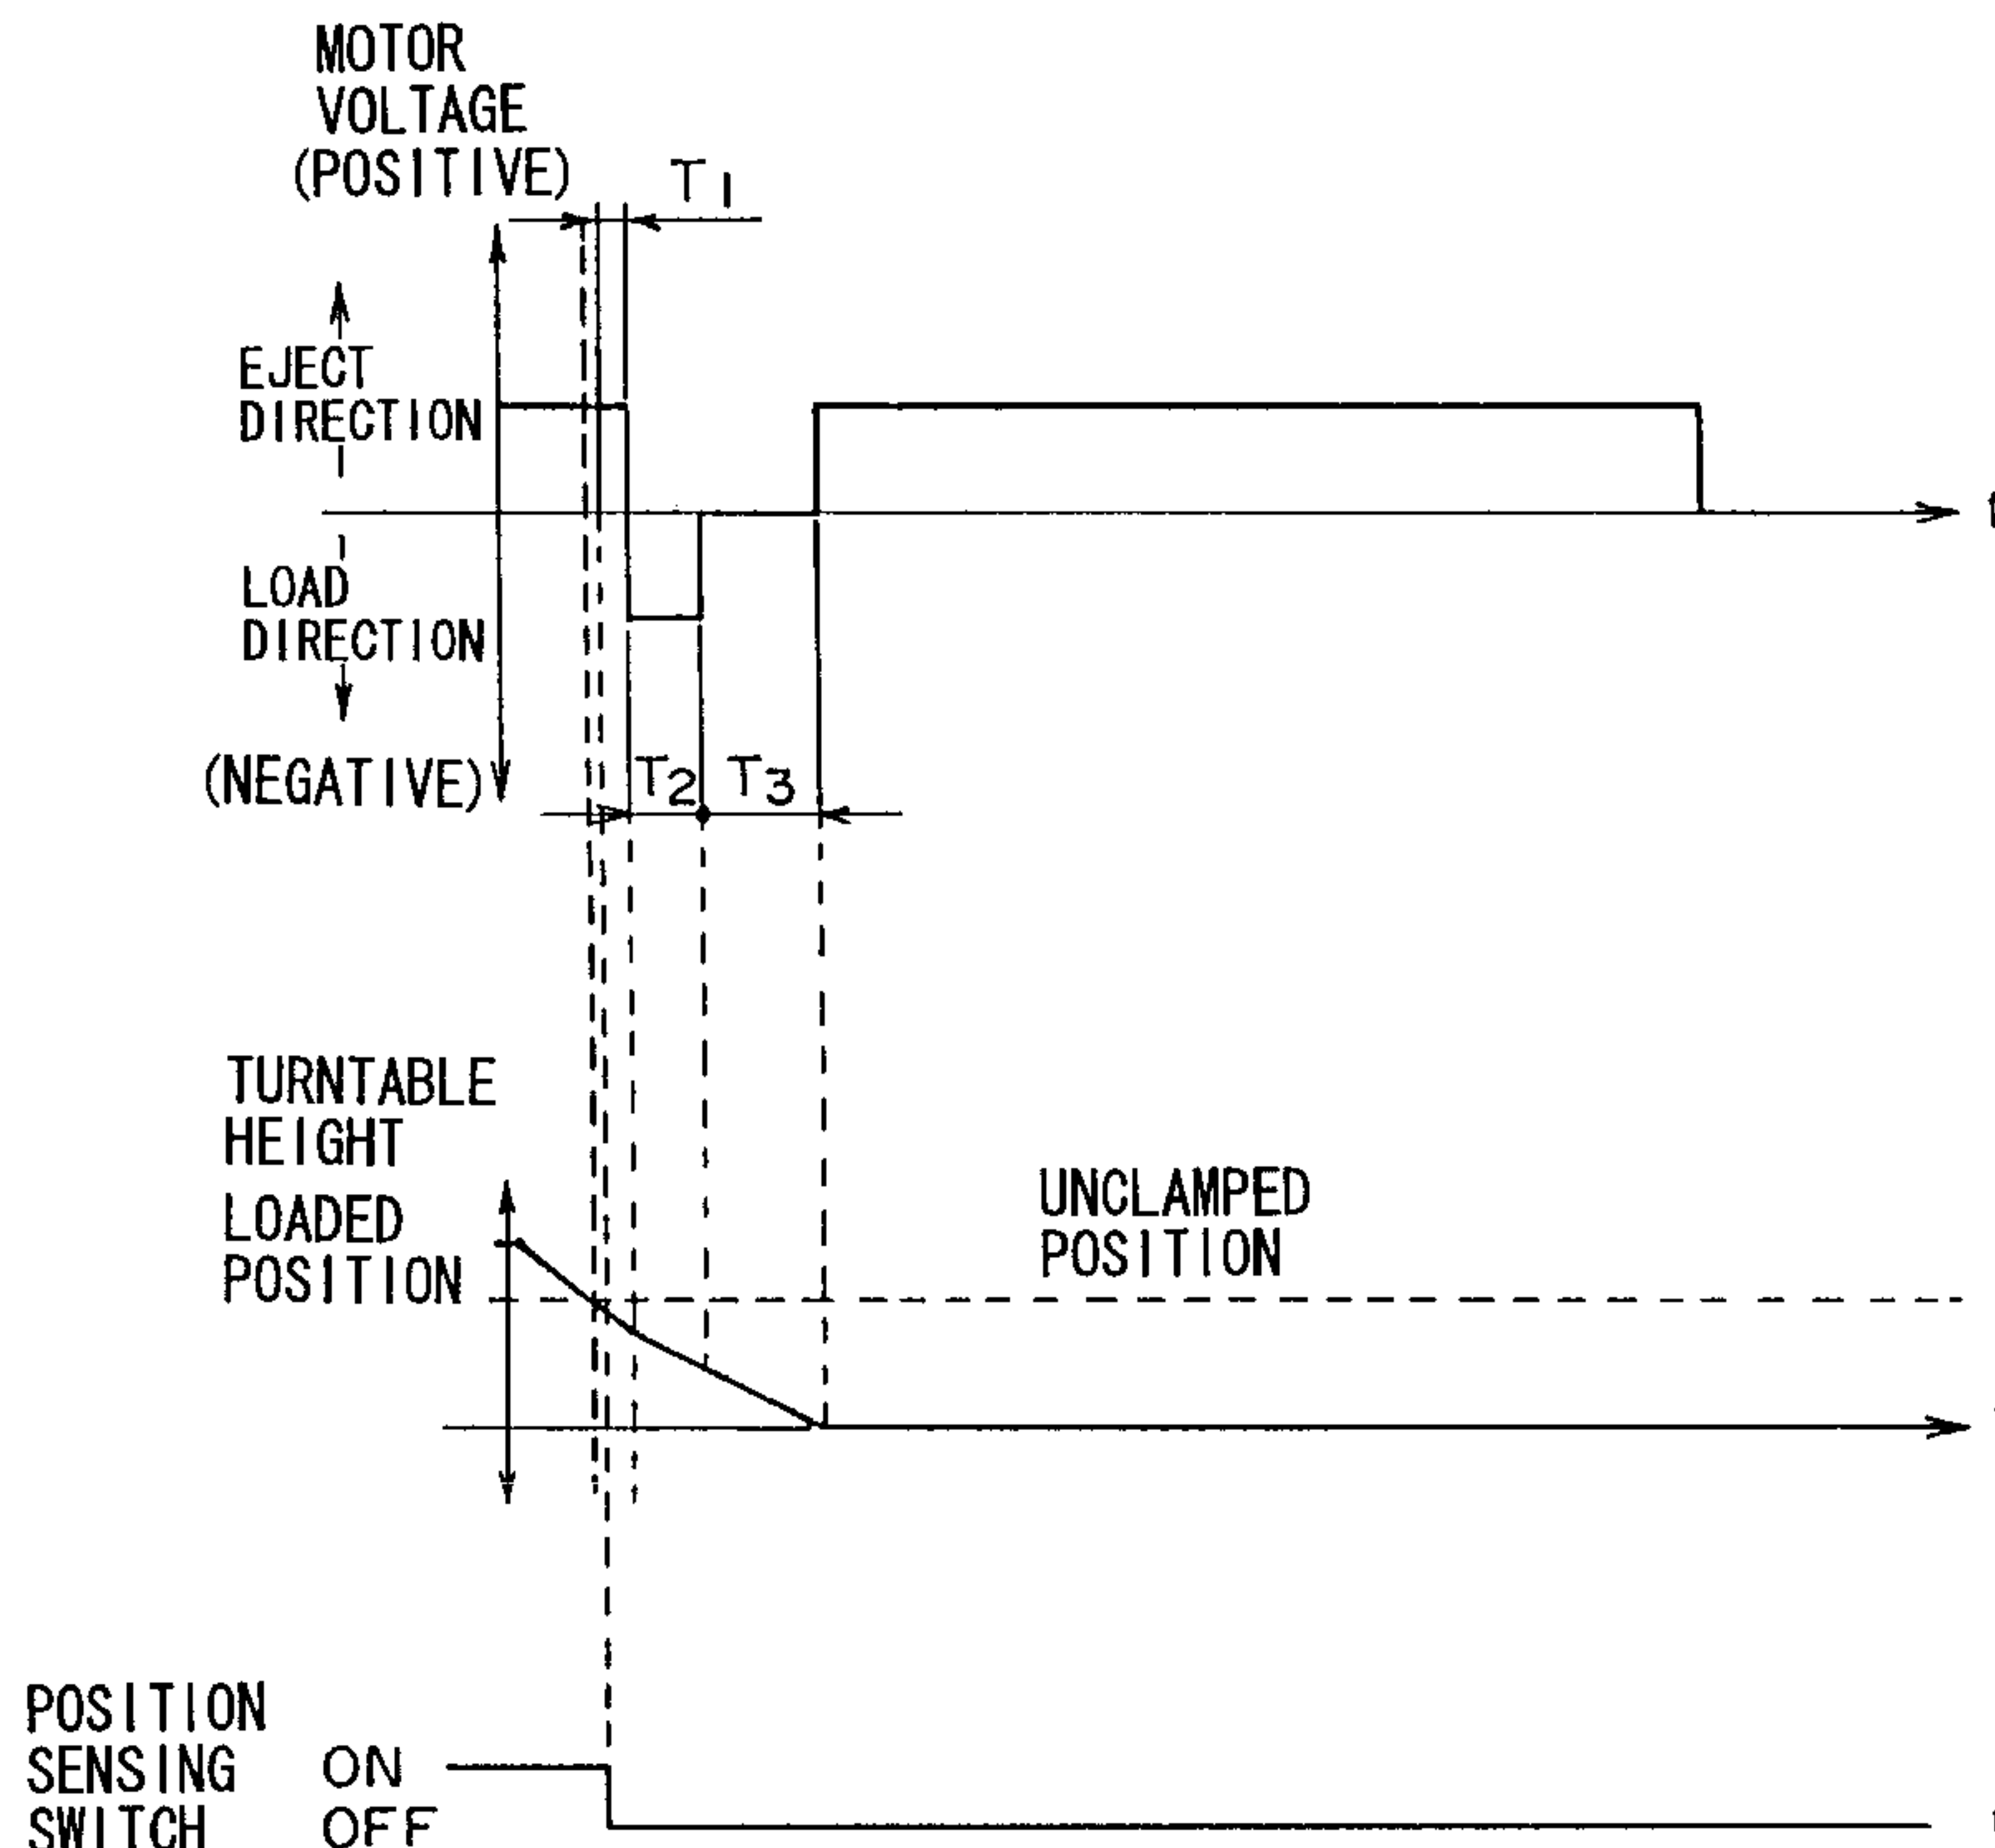 MOTOR
VOLTAGE
(POSITIVE)
T1
EJECT
DIRECTION
t
LOAD
DIRECTION
(NEGATIVE)
T2 T3
TURNTABLE
HEIGHT
LOADED
POSITION
UNCLAMPED
POSITION
POSITION
SENSING
SWITCH
ON
OFF